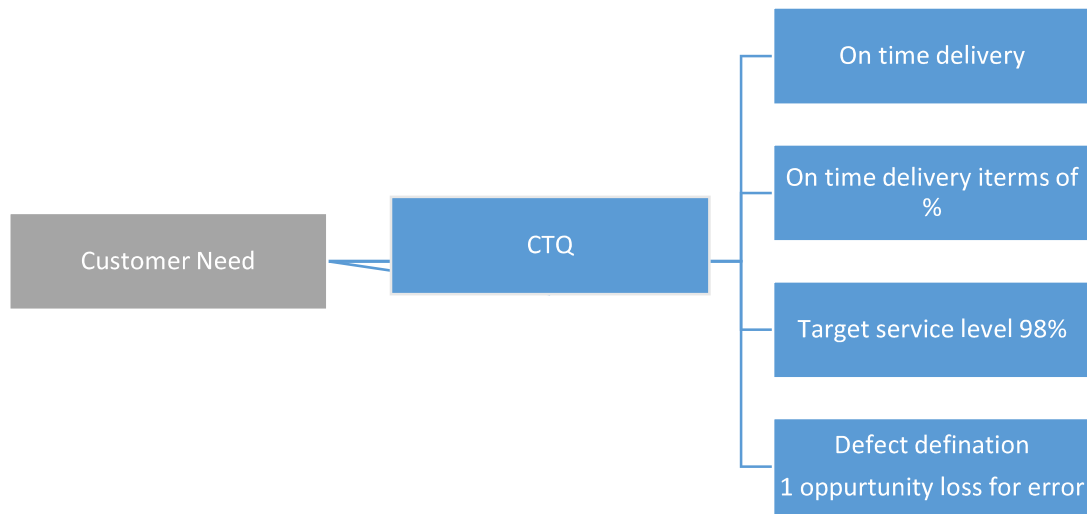 Customer Need
CTQ
On time delivery
On time delivery iterms of
%
Target service level 98%
Defect defination
1 oppurtunity loss for error